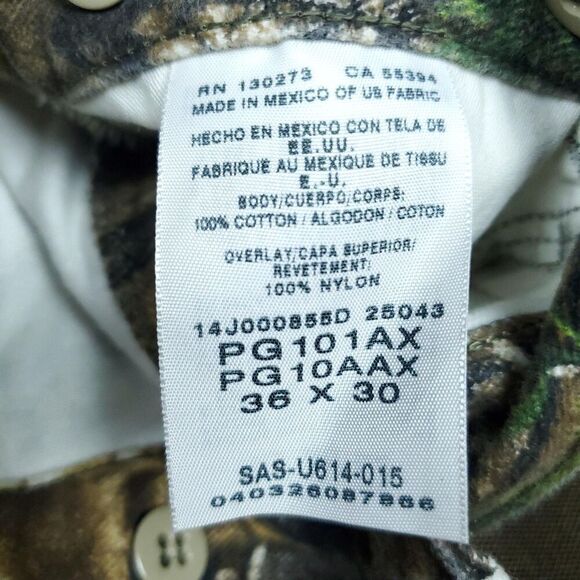 RN 130273 CA 55394
MADE IN MEXICO OF US FABRIC
HECHO EN MEXICO CON TELA DE
EE.UU.
FABRIQUE AU MEXIQUE DE TISSU
E.-U.
BODY/CUERPO/CORPS:
100% COTTON / ALGODON / COTON
OVERLAY/CAPA SUPERIOR/
REVETEMENT:
100% NYLON
14J000855D 25043
PG101AX
PG10AAX
36 X 30
SAS-U614-015
040326087866